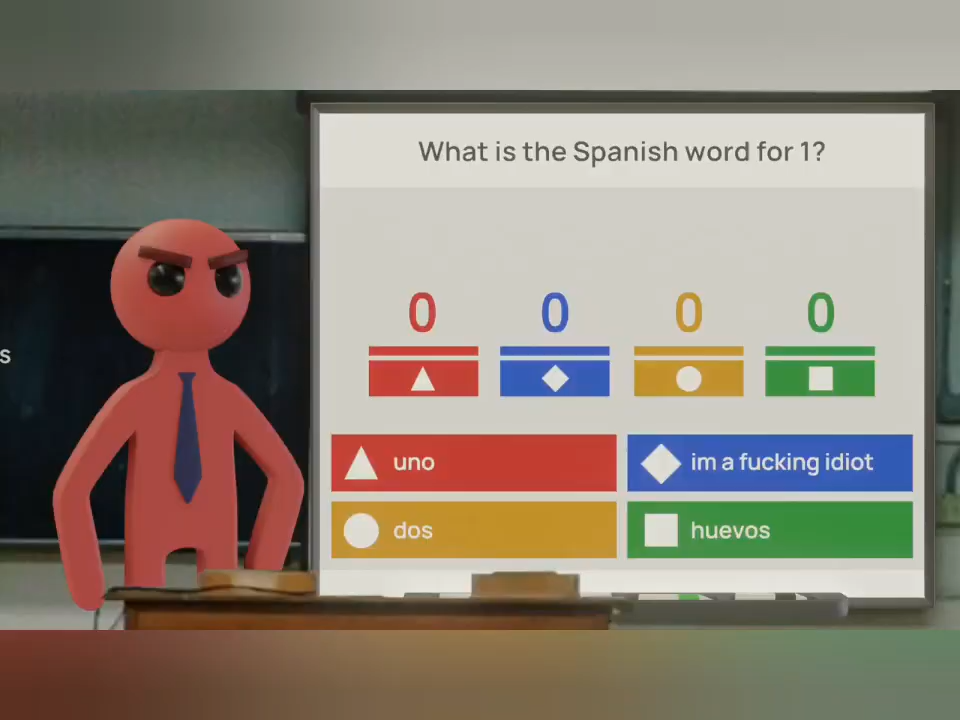 What is the Spanish word for 1?
s
0 0 0 0
uno
im a fucking idiot
dos
huevos